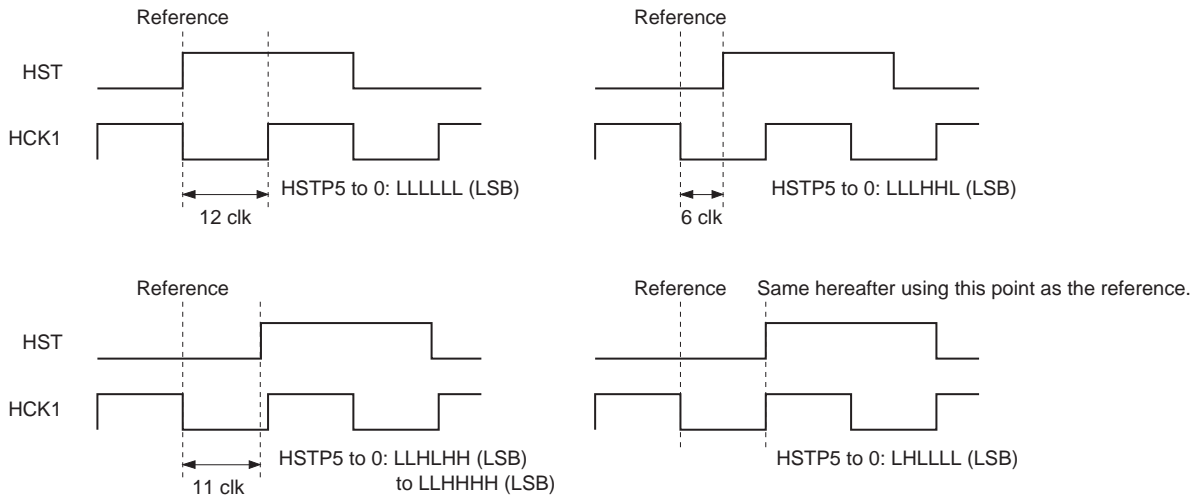 Reference
HST
HCK1
HSTP5 to 0: LLLLLL (LSB)
12 clk
Reference
HSTP5 to 0: LLLHHL (LSB)
6 clk
Reference
HST
HCK1
HSTP5 to 0: LLHLHH (LSB)
to LLHHHH (LSB)
11 clk
Reference Same hereafter using this point as the reference.
HSTP5 to 0: LHLLLL (LSB)